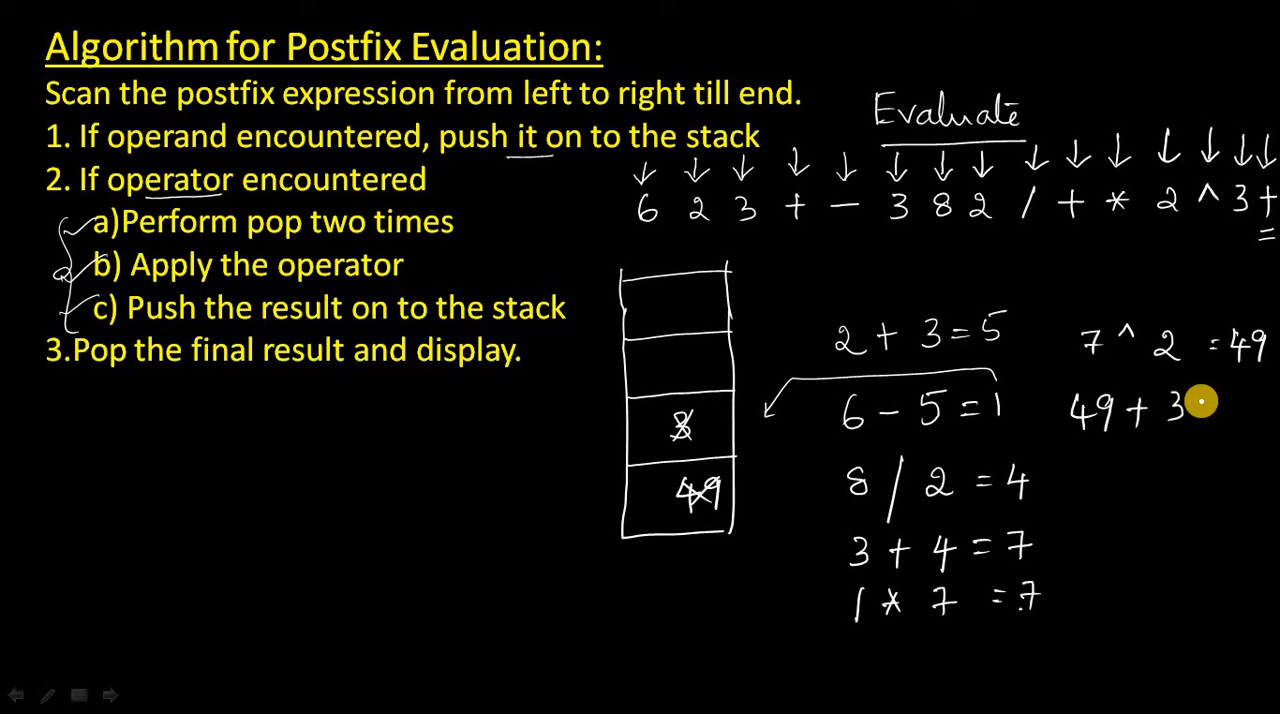 Algorithm for Postfix Evaluation:
Scan the postfix expression from left to right till end.
1. If operand encountered, push it on to the stack
2. If operator encountered
a)Perform pop two times
b) Apply the operator
c) Push the result on to the stack
3.Pop the final result and display.
Evaluate
6 2 3 + - 3 8 2 / + * 2 ^ 3 +
=
2 + 3 = 5
6 - 5 = 1
8 / 2 = 4
3 + 4 = 7
1 * 7 = 7
7 ^ 2 = 49
49 + 3
49